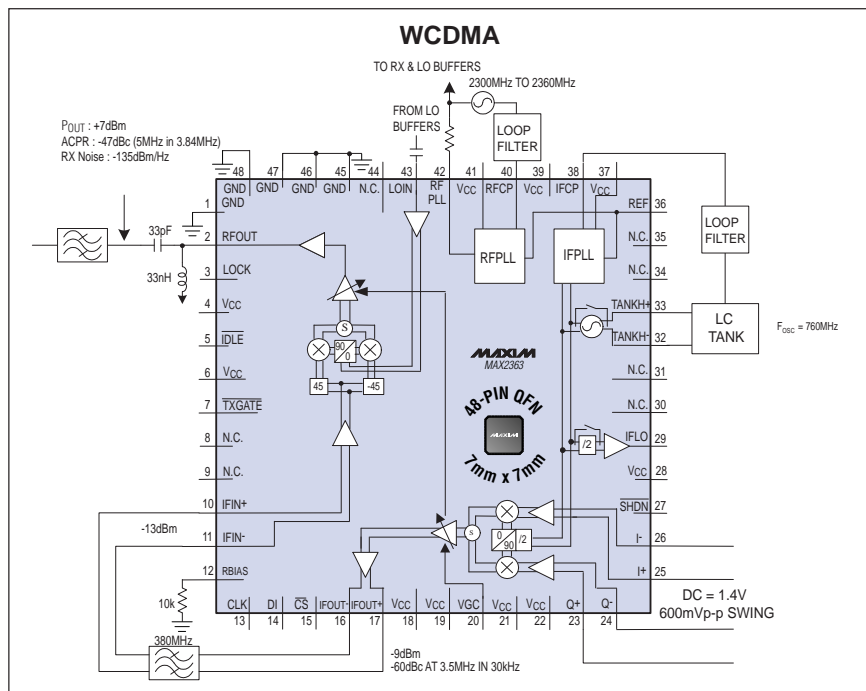 WCDMA
TO RX & LO BUFFERS
2300MHz TO 2360MHz
FROM LO
BUFFERS
LOOP
FILTER
POUT : +7dBm
ACPR : -47dBc (5MHz in 3.84MHz)
RX Noise : -135dBm/Hz
48 47 46 45 44 43 42 41 40 39 38 37
GND GND GND GND N.C. LOIN RF
PLL VCC RFCP VCC IFCP VCC
1 GND
2 RFOUT
3 LOCK
4 VCC
5 IDLE
6 VCC
7 TXGATE
8 N.C.
9 N.C.
10 IFIN+
11 IFIN-
12 RBIAS
33pF
33nH
-13dBm
10k
380MHz
RFPLL
IFPLL
REF 36
N.C. 35
N.C. 34
TANKH+ 33
TANKH- 32
N.C. 31
N.C. 30
IFLO 29
VCC 28
SHDN 27
I- 26
I+ 25
LOOP
FILTER
LC
TANK
FOSC = 760MHz
S
90
0
45
-45
MAXIM
MAX2363
48-PIN QFN
MAXIM
7mm x 7mm
/2
S
0
90
/2
CLK DI CS IFOUT- IFOUT+ VCC VCC VGC VCC VCC Q+ Q-
13 14 15 16 17 18 19 20 21 22 23 24
DC = 1.4V
600mVp-p SWING
-9dBm
-60dBc AT 3.5MHz IN 30kHz